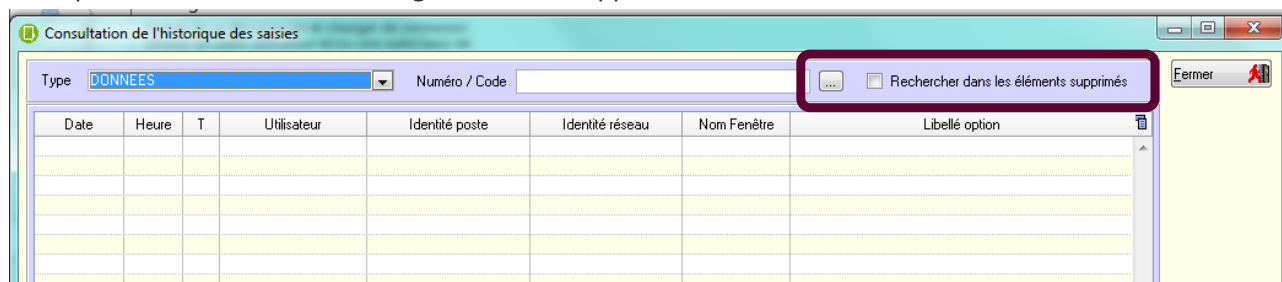 Consultation de l'historique des saisies
Type DONNEES Numéro / Code ... Rechercher dans les éléments supprimés Fermer
Date Heure T Utilisateur Identité poste Identité réseau Nom Fenêtre Libellé option